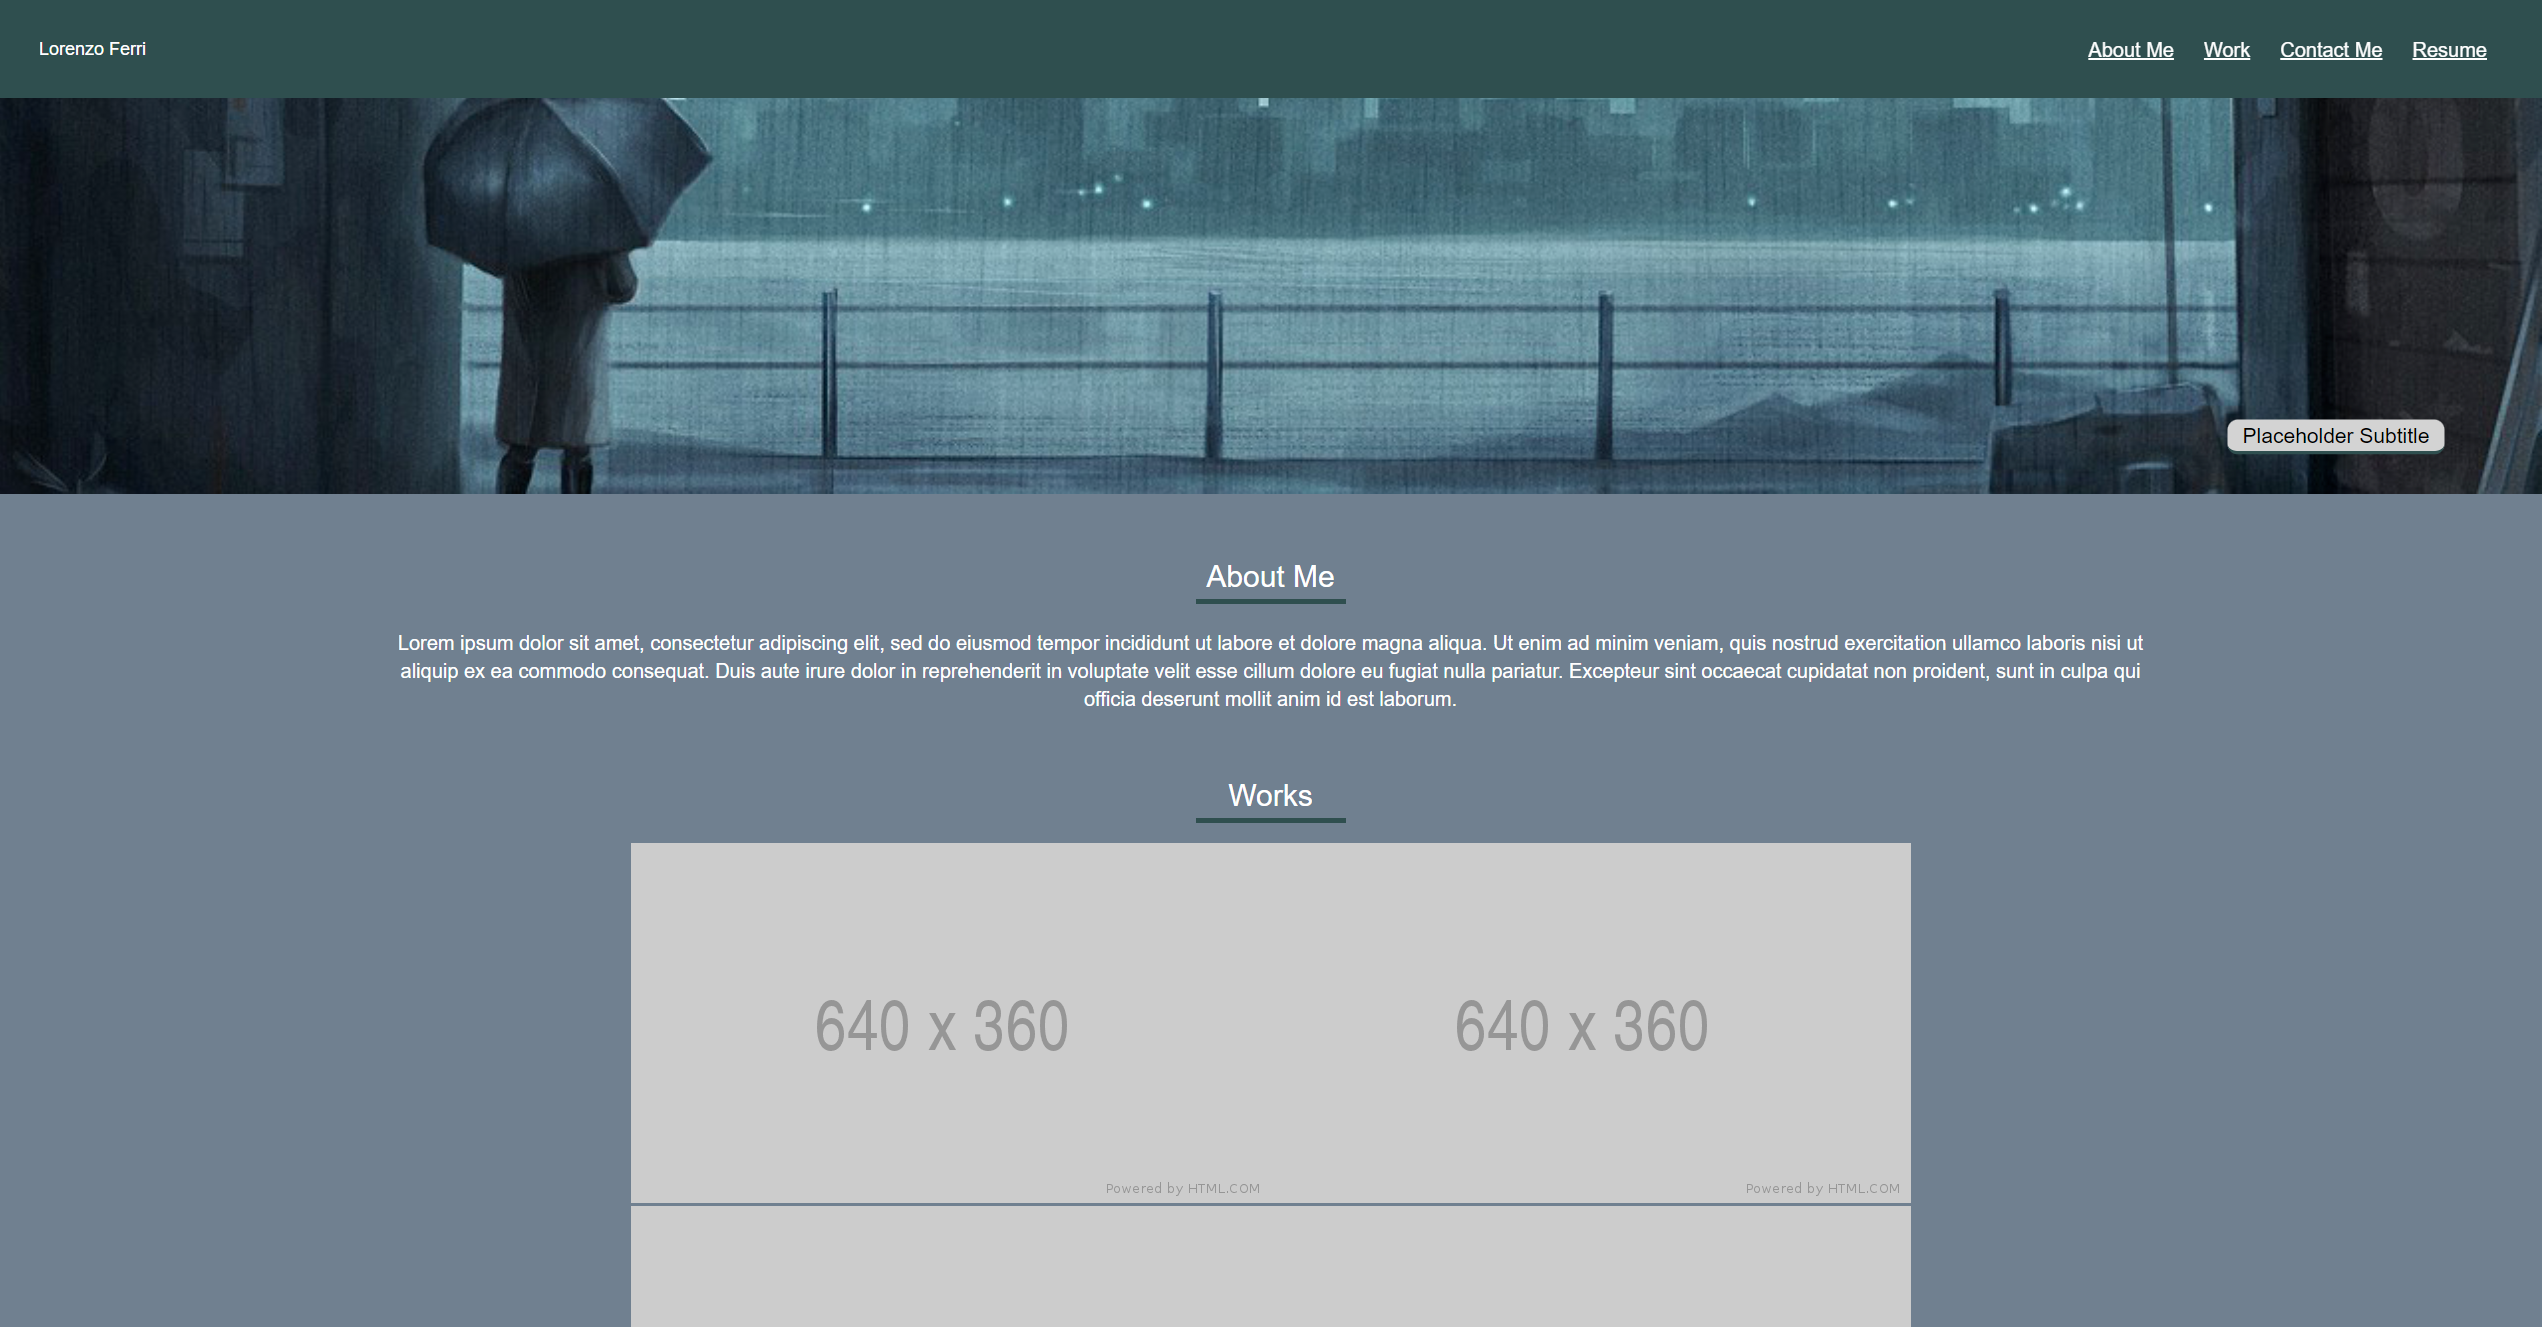 Lorenzo Ferri
About Me Work Contact Me Resume
Placeholder Subtitle
About Me
Lorem ipsum dolor sit amet, consectetur adipiscing elit, sed do eiusmod tempor incididunt ut labore et dolore magna aliqua. Ut enim ad minim veniam, quis nostrud exercitation ullamco laboris nisi ut
aliquip ex ea commodo consequat. Duis aute irure dolor in reprehenderit in voluptate velit esse cillum dolore eu fugiat nulla pariatur. Excepteur sint occaecat cupidatat non proident, sunt in culpa qui
officia deserunt mollit anim id est laborum.
Works
640 x 360
640 x 360
Powered by HTML.COM
Powered by HTML.COM